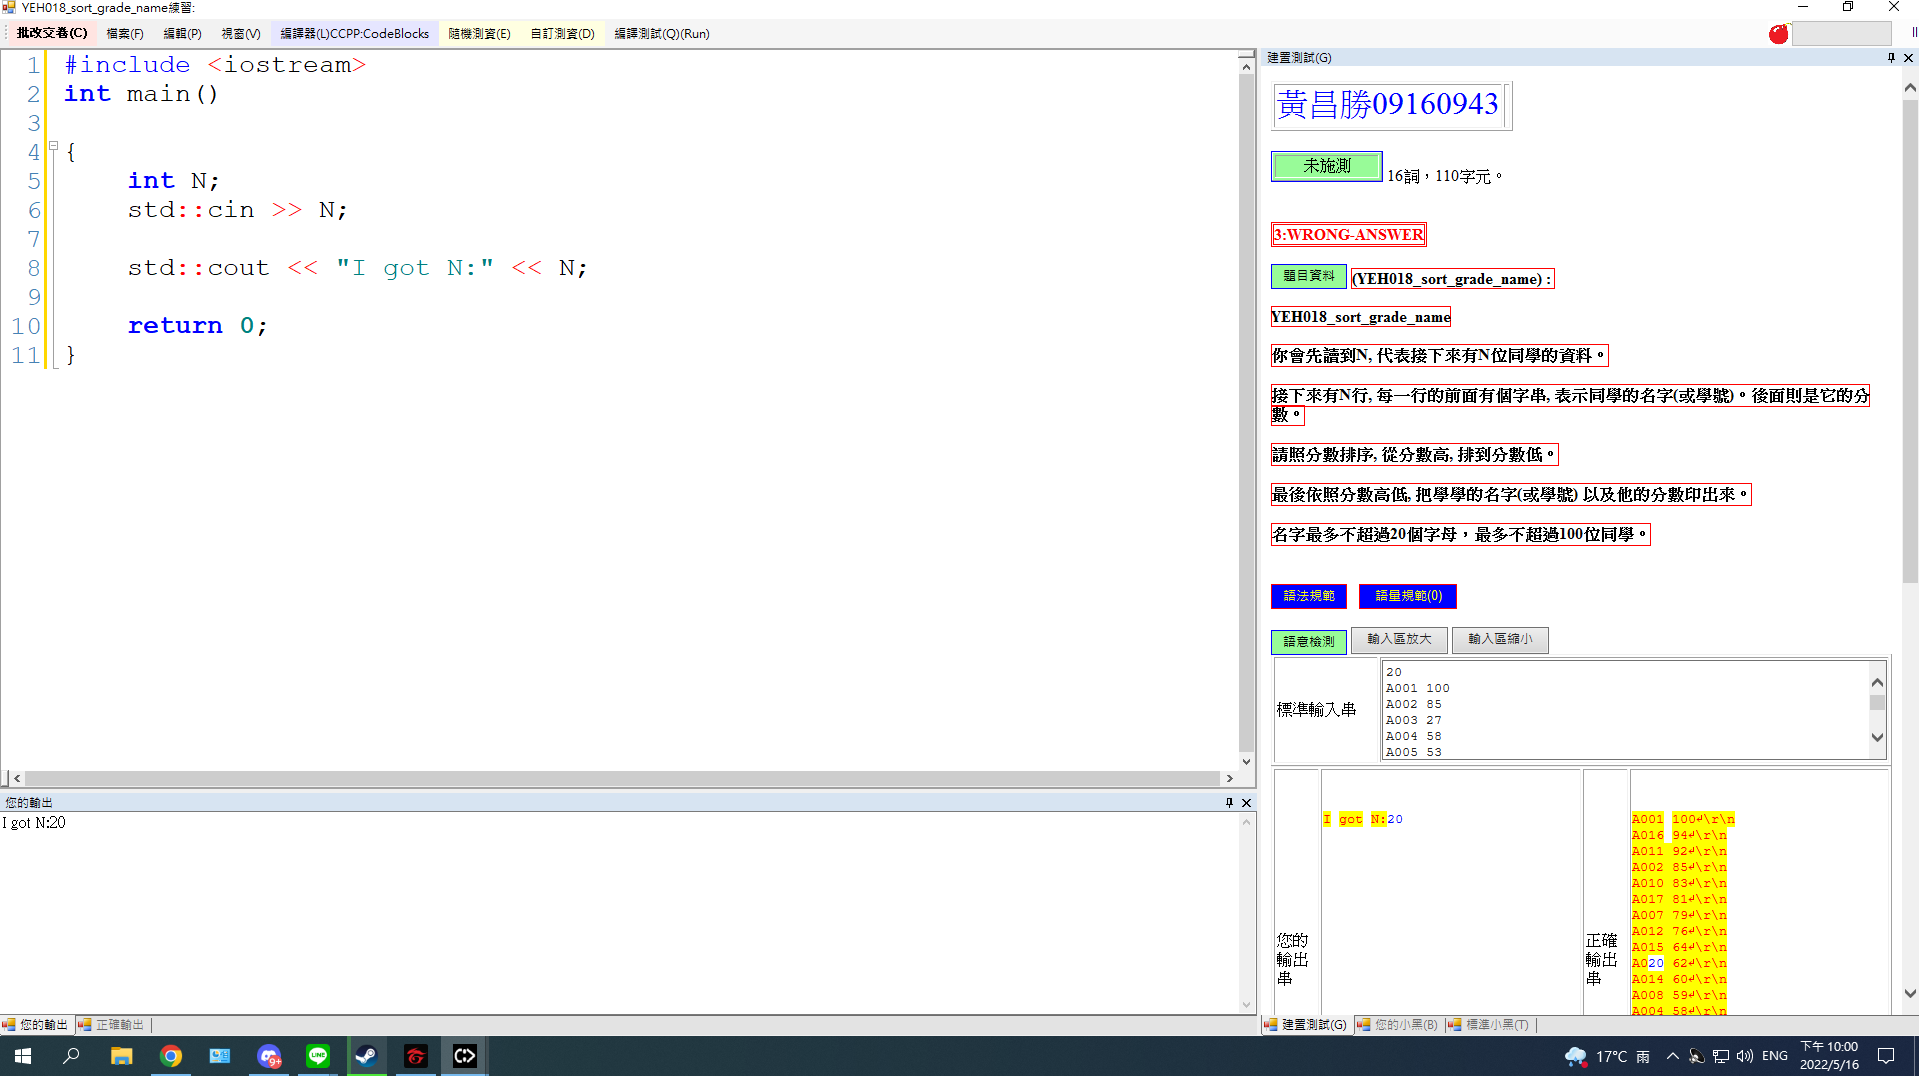 YEH018_sort_grade_name練習:
批改交卷(C) 檔案(F) 編輯(P) 視窗(V) 編譯器(L)CCPP:CodeBlocks 隨機測資(E) 自訂測資(D) 編譯測試(Q)(Run)
1 #include <iostream>
2 int main()
3
4 {
5 int N;
6 std::cin >> N;
7
8 std::cout << "I got N:" << N;
9
10 return 0;
11 }
您的輸出
I got N:20
您的輸出 正確輸出
建置測試(G)
黃昌勝09160943
未施測 16詞，110字元。
3:WRONG-ANSWER
題目資料 (YEH018_sort_grade_name) :
YEH018_sort_grade_name
你會先讀到N, 代表接下來有N位同學的資料。
接下來有N行, 每一行的前面有個字串, 表示同學的名字(或學號)。後面則是它的分
數。
請照分數排序, 從分數高, 排到分數低。
最後依照分數高低, 把學學的名字(或學號) 以及他的分數印出來。
名字最多不超過20個字母，最多不超過100位同學。
語法規範 語量規範(0)
語意檢測 輸入區放大 輸入區縮小
標準輸入串
20
A001 100
A002 85
A003 27
A004 58
A005 53
您的
輸出
串
I got N:20
正確
輸出
串
A001 100↲\r\n
A016 94↲\r\n
A011 92↲\r\n
A002 85↲\r\n
A010 83↲\r\n
A017 81↲\r\n
A007 79↲\r\n
A012 76↲\r\n
A015 64↲\r\n
A020 62↲\r\n
A014 60↲\r\n
A008 59↲\r\n
A004 58↲\r\n
建置測試(G) 您的小黑(B) 標準小黑(T)
9+
LINE
17°C 雨
ENG
下午 10:00
2022/5/16